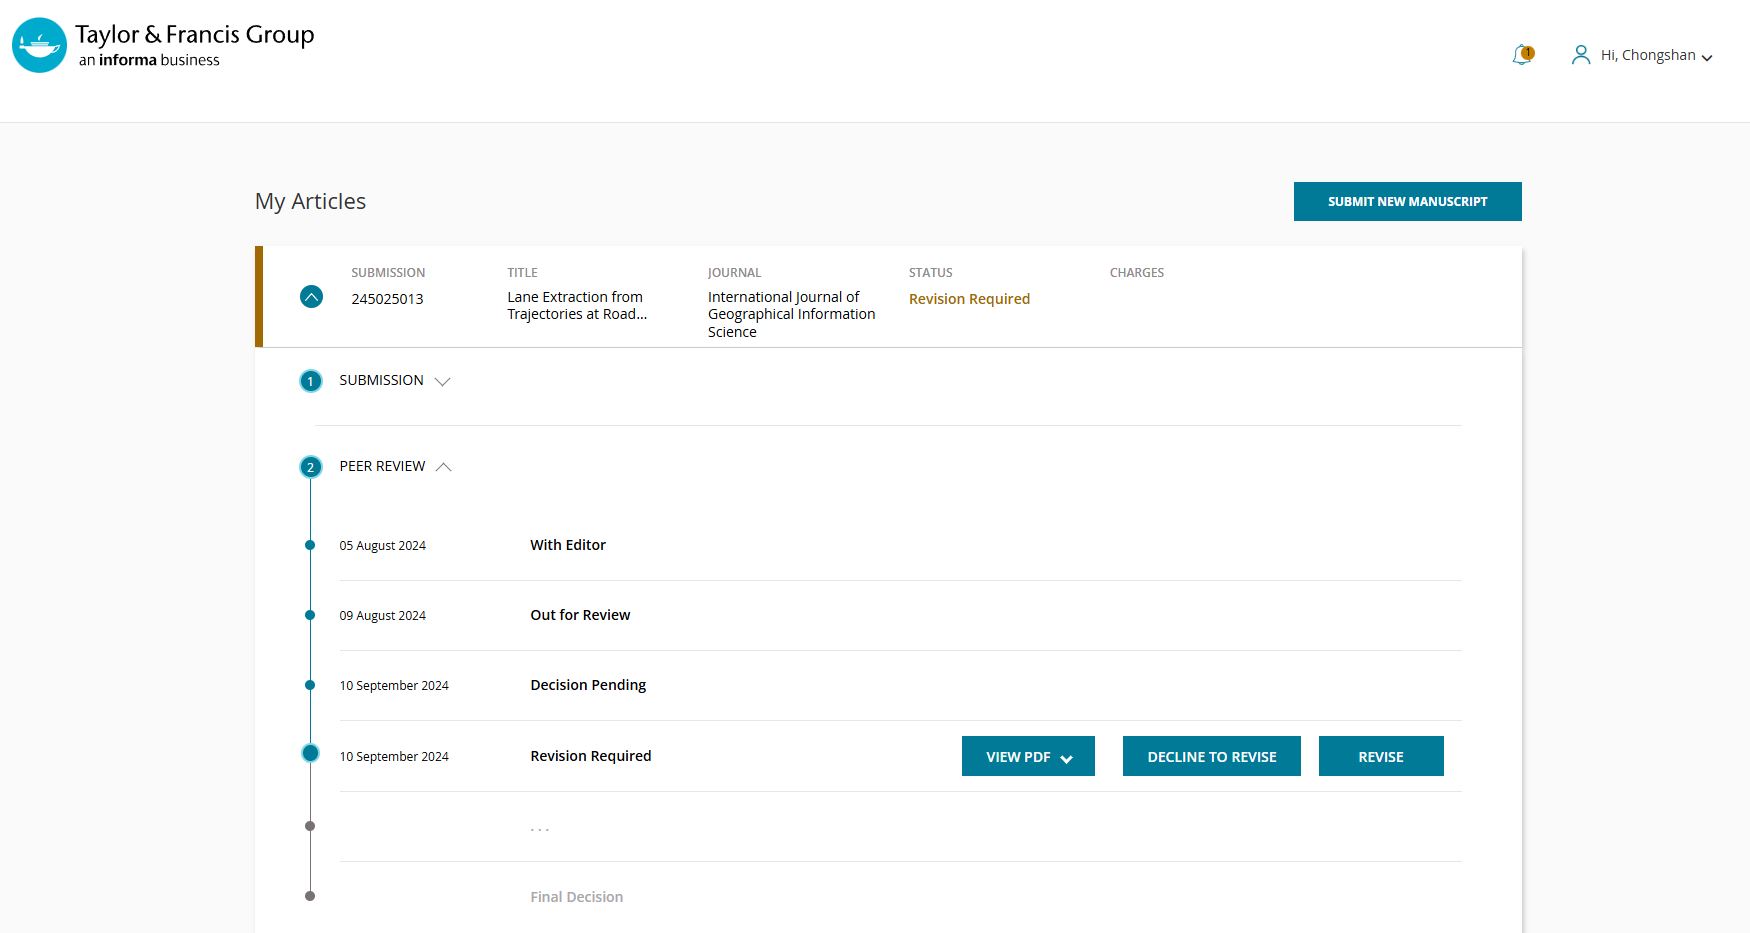 Taylor & Francis Group
an informa business
1
Hi, Chongshan
My Articles
SUBMIT NEW MANUSCRIPT
SUBMISSION
TITLE
JOURNAL
STATUS
CHARGES
245025013
Lane Extraction from
Trajectories at Road...
International Journal of
Geographical Information
Science
Revision Required
1 SUBMISSION
2 PEER REVIEW
05 August 2024 With Editor
09 August 2024 Out for Review
10 September 2024 Decision Pending
10 September 2024 Revision Required VIEW PDF DECLINE TO REVISE REVISE
...
Final Decision